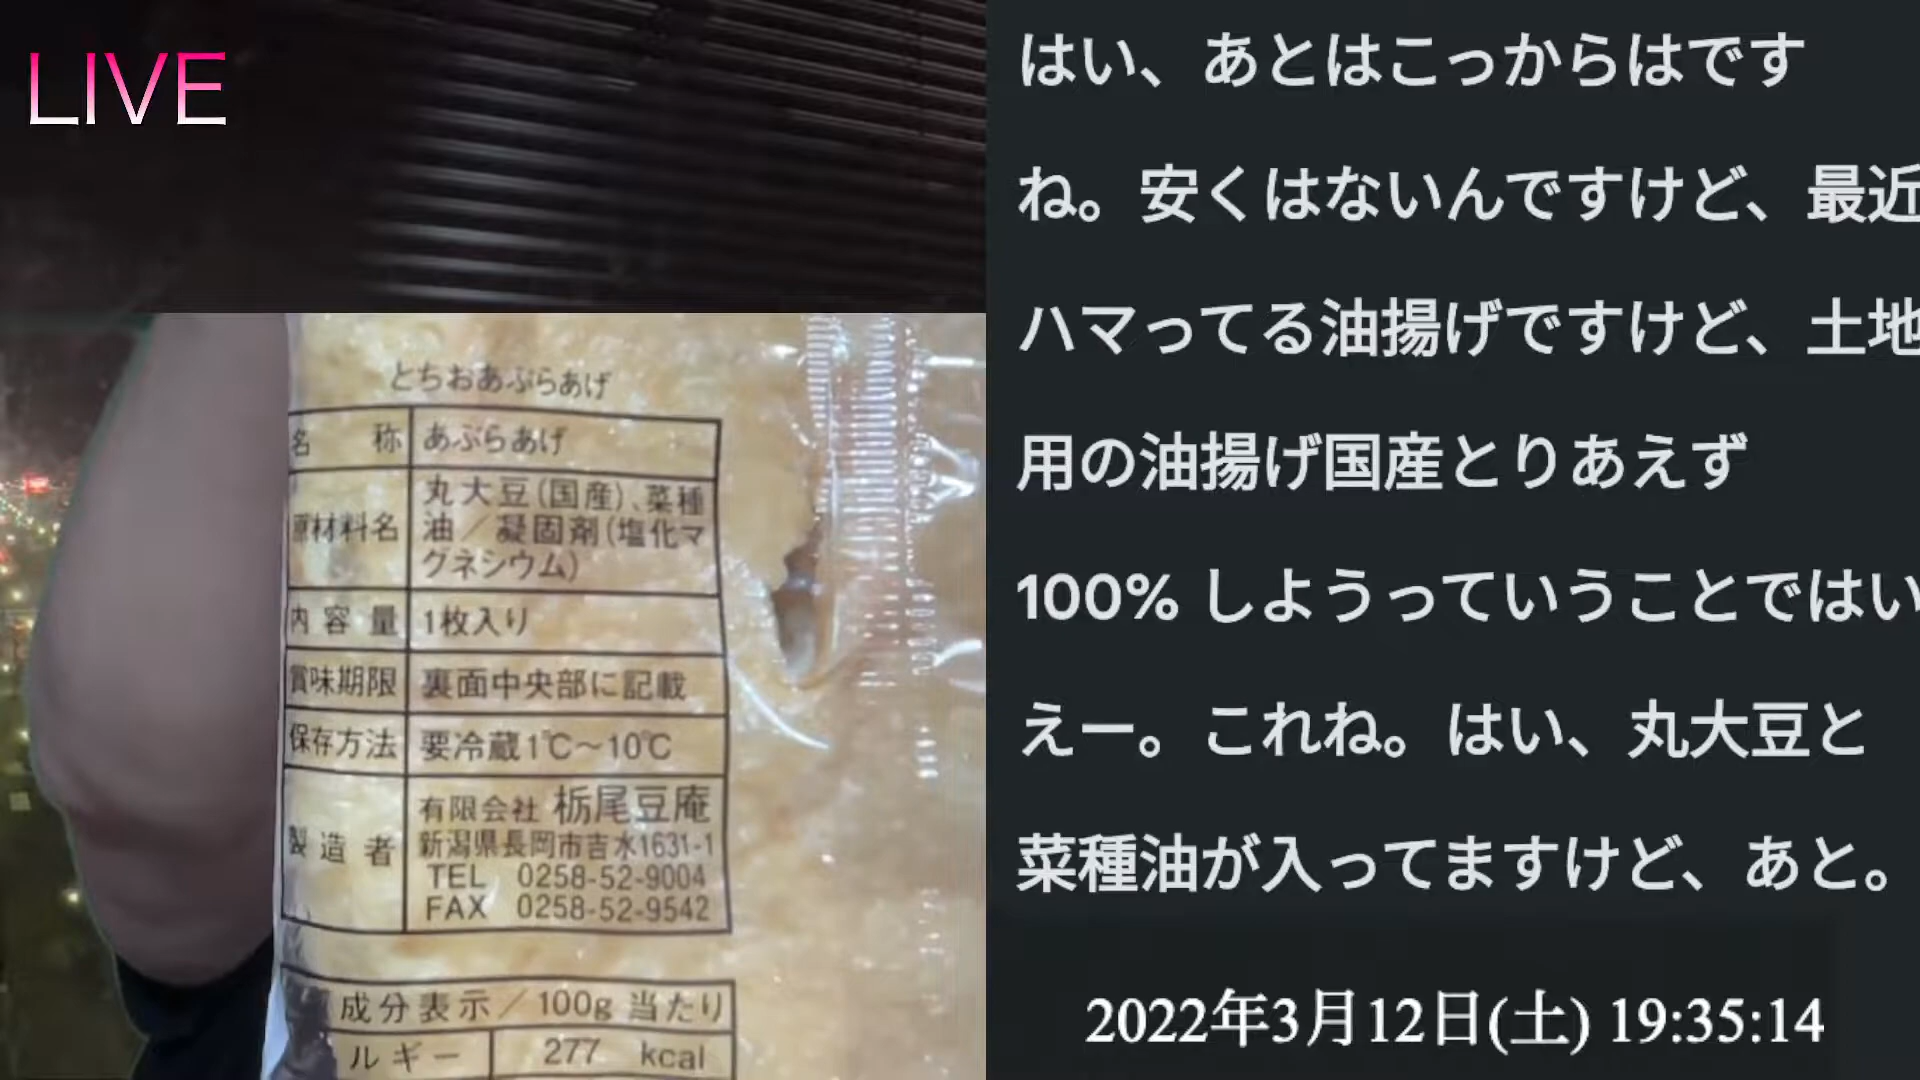 LIVE
とちおあぶらあげ
名称 あぶらあげ
原材料名 丸大豆(国産)、菜種
油/凝固剤(塩化マ
グネシウム)
内容量 1枚入り
賞味期限 裏面中央部に記載
保存方法 要冷蔵1℃~10℃
製造者 有限会社 栃尾豆庵
新潟県長岡市吉水1631-1
TEL 0258-52-9004
FAX 0258-52-9542
成分表示/100g 当たり
ルギー 277 kcal
はい、あとはこっからはです
ね。安くはないんですけど、最近
ハマってる油揚げですけど、土地
用の油揚げ国産とりあえず
100% しようっていうことではい
えー。これね。はい、丸大豆と
菜種油が入ってますけど、あと。
2022年3月12日(土) 19:35:14